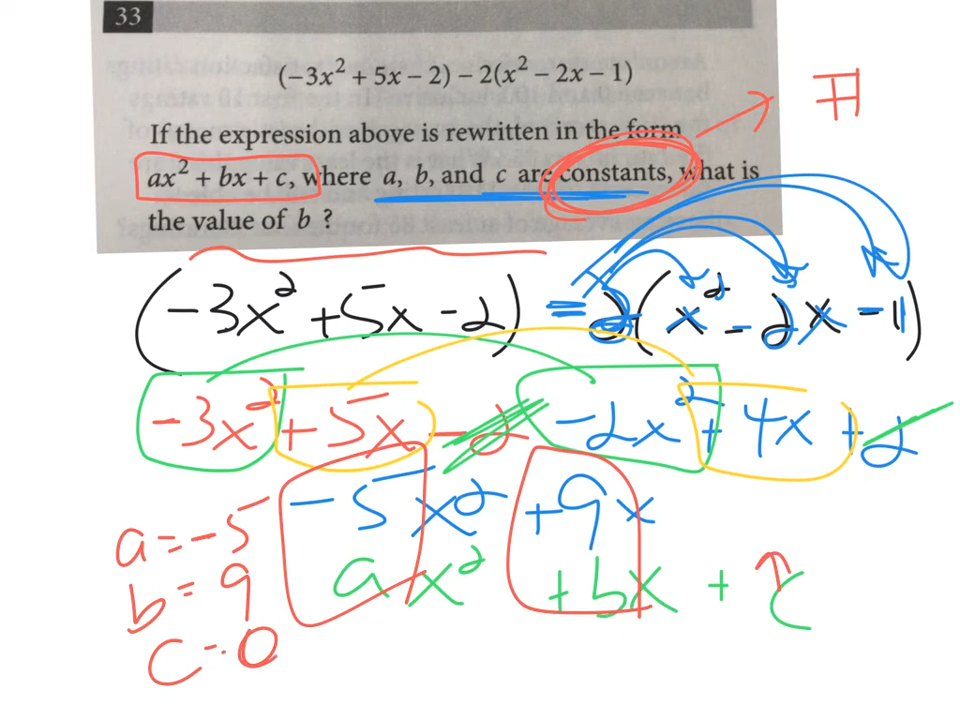 33
(−3x² + 5x − 2) − 2(x² − 2x − 1)
If the expression above is rewritten in the form
ax² + bx + c, where a, b, and c are constants, what is
the value of b ?
(-3x² +5x -2) - 2(x² - 2x - 1)
-3x² +5x -2 -2x² + 4x + 2
-5x² +9x
a=-5
ax² +bx + c
b=9
c=0